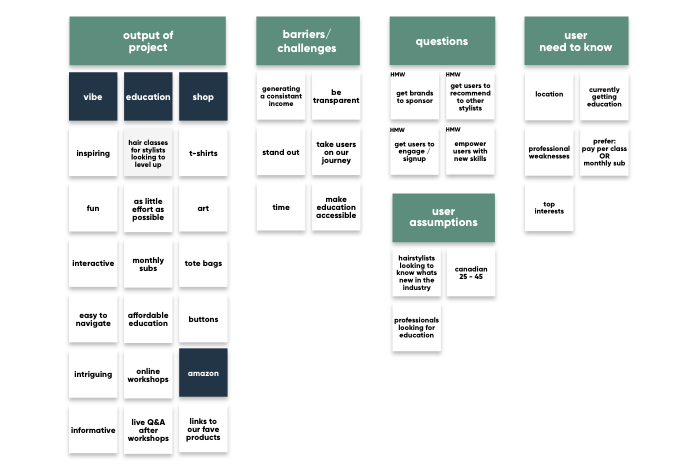 output of
project
vibe
education
shop
inspiring
hair classes
for stylists
looking to
level up
t-shirts
fun
as little
effort as
possible
art
interactive
monthly
subs
tote bags
easy to
navigate
affordable
education
buttons
intriguing
online
workshops
amazon
informative
live Q&A
after
workshops
links to
our fave
products
barriers/
challenges
generating
a consistant
income
be
transparent
stand out
take users
on our
journey
time
make
education
accessible
questions
HMW
get brands
to sponsor
HMW
get users to
recommend
to other
stylists
HMW
get users to
engage /
signup
HMW
empower
users with
new skills
user
assumptions
hairstylists
looking to
know whats
new in the
industry
canadian
25 - 45
professionals
looking for
education
user
need to know
location
currently
getting
education
professional
weaknesses
prefer:
pay per class
OR
monthly sub
top
interests